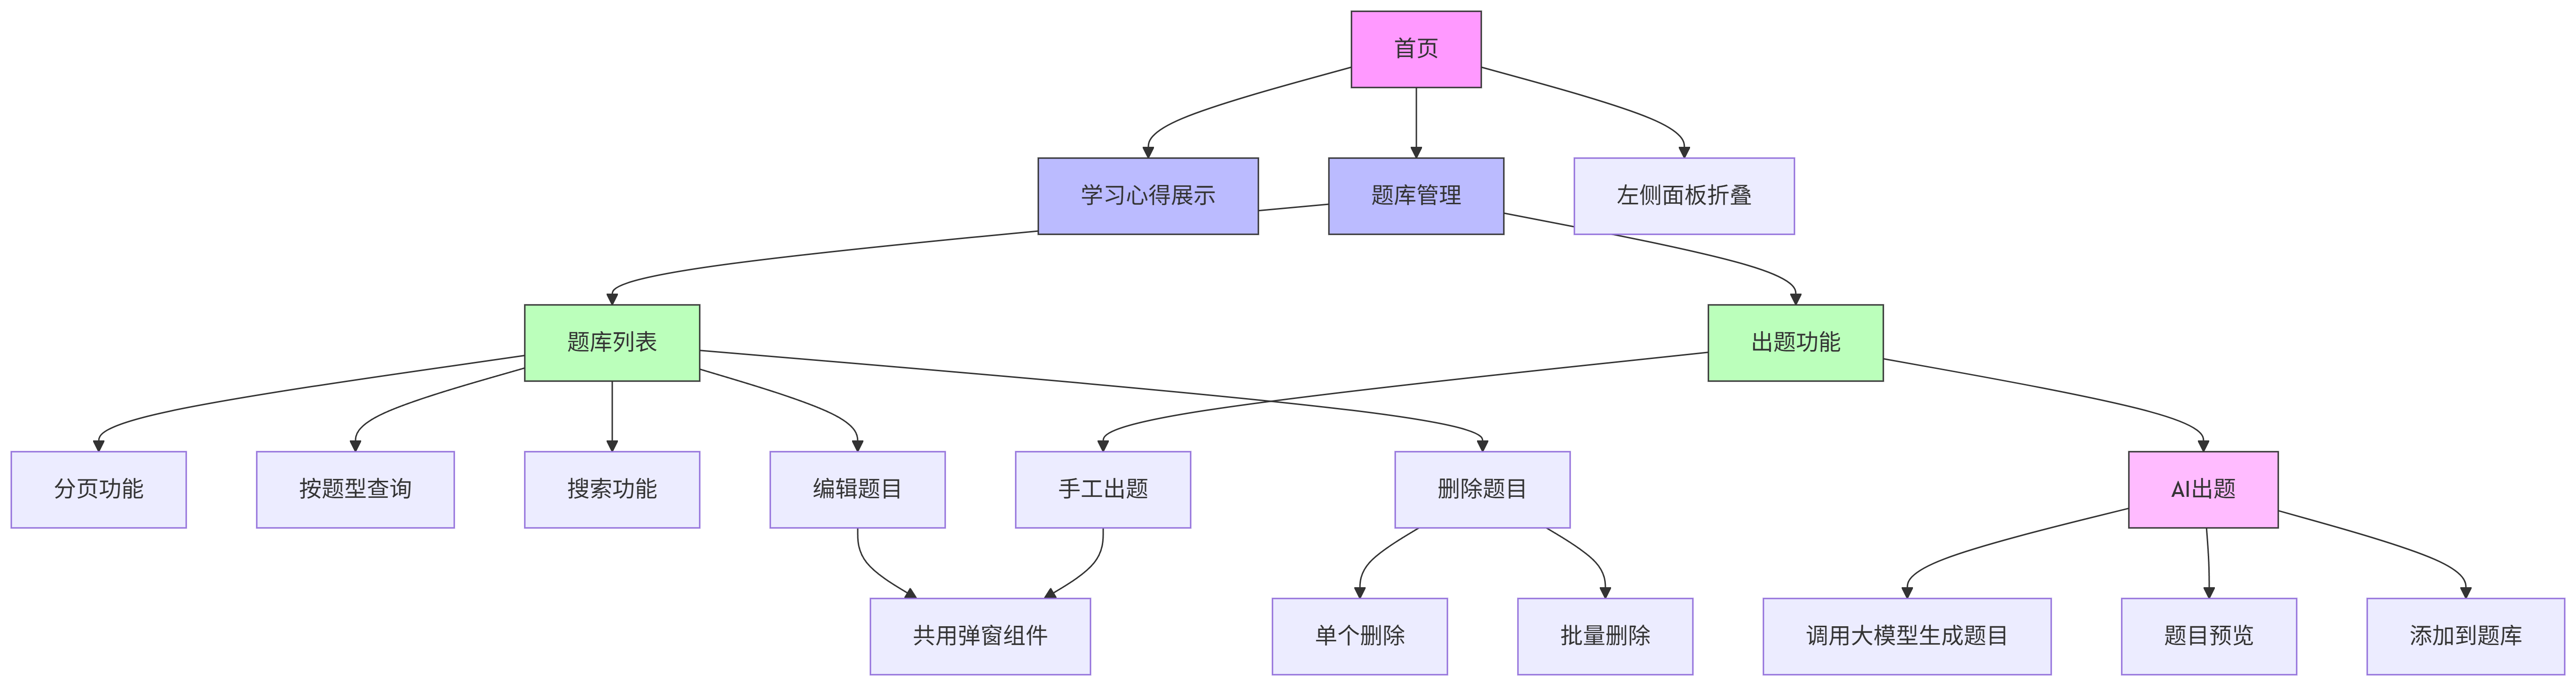 首页
学习心得展示
题库管理
左侧面板折叠
题库列表
出题功能
分页功能
按题型查询
搜索功能
编辑题目
手工出题
删除题目
AI出题
共用弹窗组件
单个删除
批量删除
调用大模型生成题目
题目预览
添加到题库